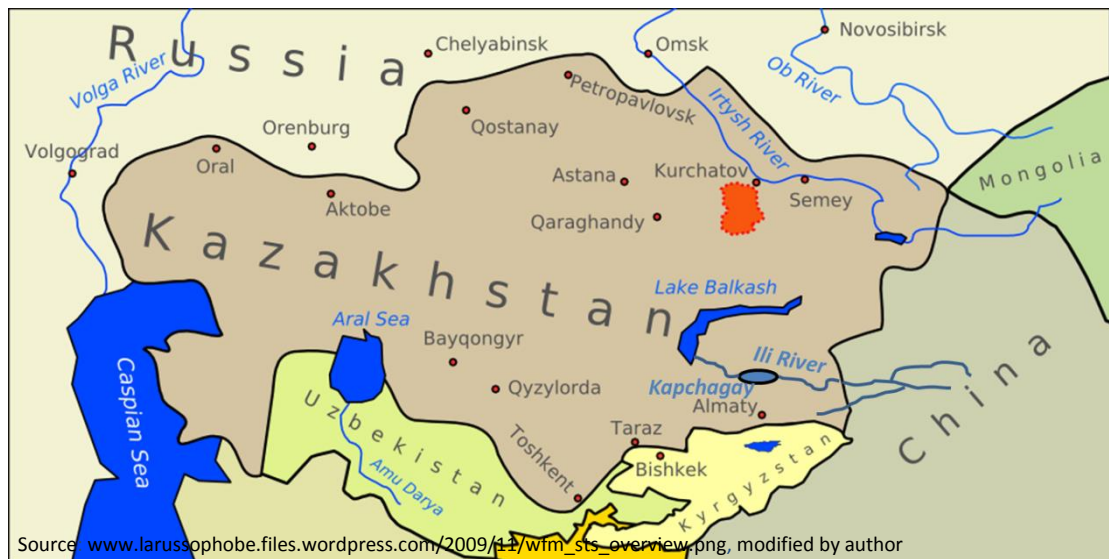 Russia
Chelyabinsk
Omsk
Novosibirsk
Volga River
Petropavlovsk
Irtysh River
Ob River
Orenburg
Qostanay
Volgograd
Oral
Astana
Kurchatov
Mongolia
Aktobe
Qaraghandy
Semey
Kazakhstan
Lake Balkash
Aral Sea
Bayqongyr
Ili River
China
Caspian Sea
Qyzylorda
Kapchagay
Almaty
Uzbekistan
Taraz
Toshkent
Bishkek
Kyrgyzstan
Amu Darya
Source www.larussophobe.files.wordpress.com/2009/11/wfm_sts_overview.png, modified by author